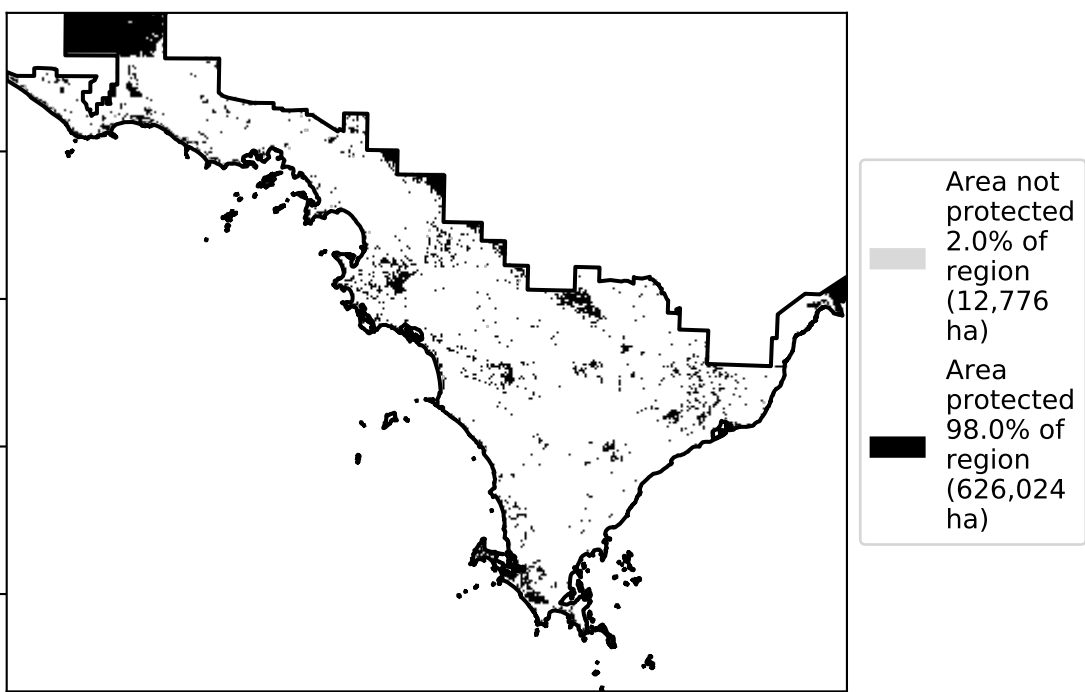 Area not
protected
2.0% of
region
(12,776
ha)
Area
protected
98.0% of
region
(626,024
ha)